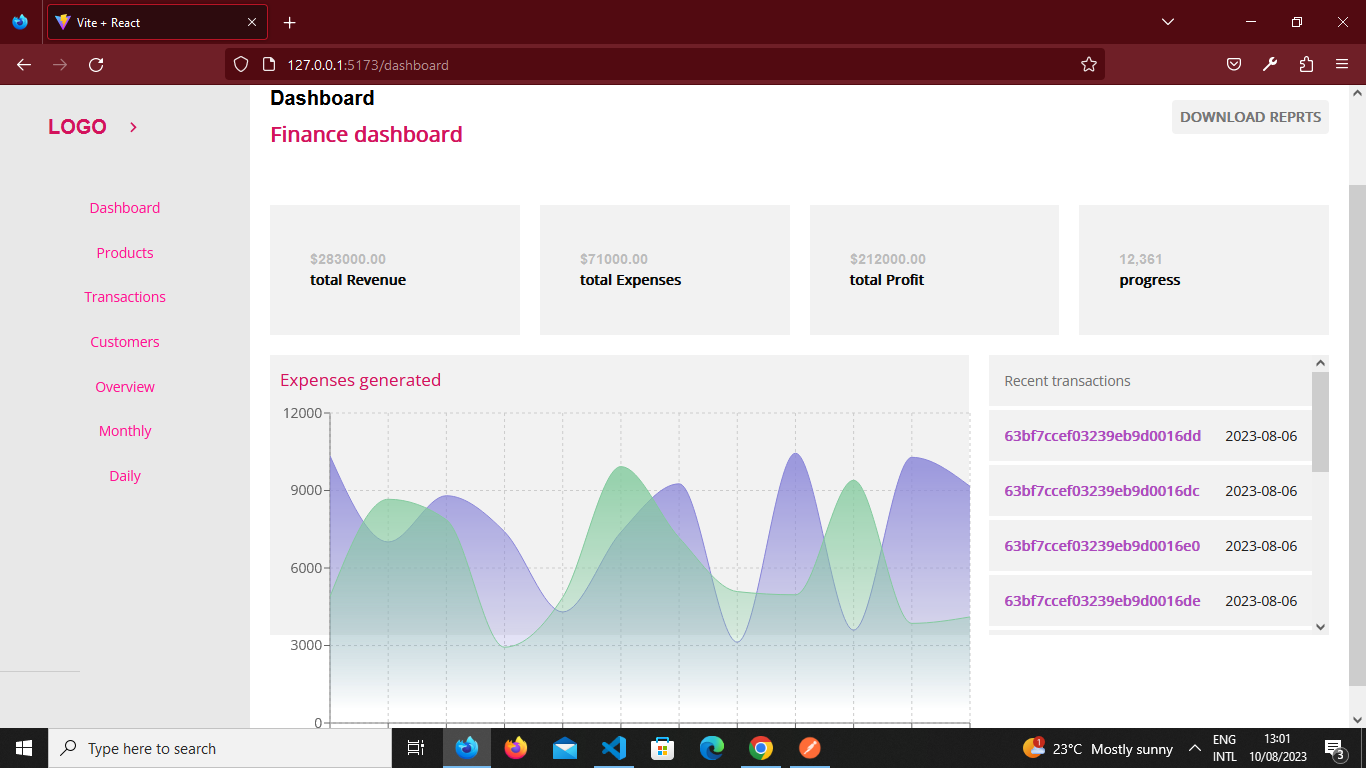 Vite + React
127.0.0.1:5173/dashboard
LOGO
Dashboard
Products
Transactions
Customers
Overview
Monthly
Daily
Dashboard
Finance dashboard
DOWNLOAD REPRTS
$283000.00
total Revenue
$71000.00
total Expenses
$212000.00
total Profit
12,361
progress
Expenses generated
12000
9000
6000
3000
0
Recent transactions
63bf7ccef03239eb9d0016dd 2023-08-06
63bf7ccef03239eb9d0016dc 2023-08-06
63bf7ccef03239eb9d0016e0 2023-08-06
63bf7ccef03239eb9d0016de 2023-08-06
Type here to search
1
23°C Mostly sunny
ENG
INTL
13:01
10/08/2023
3